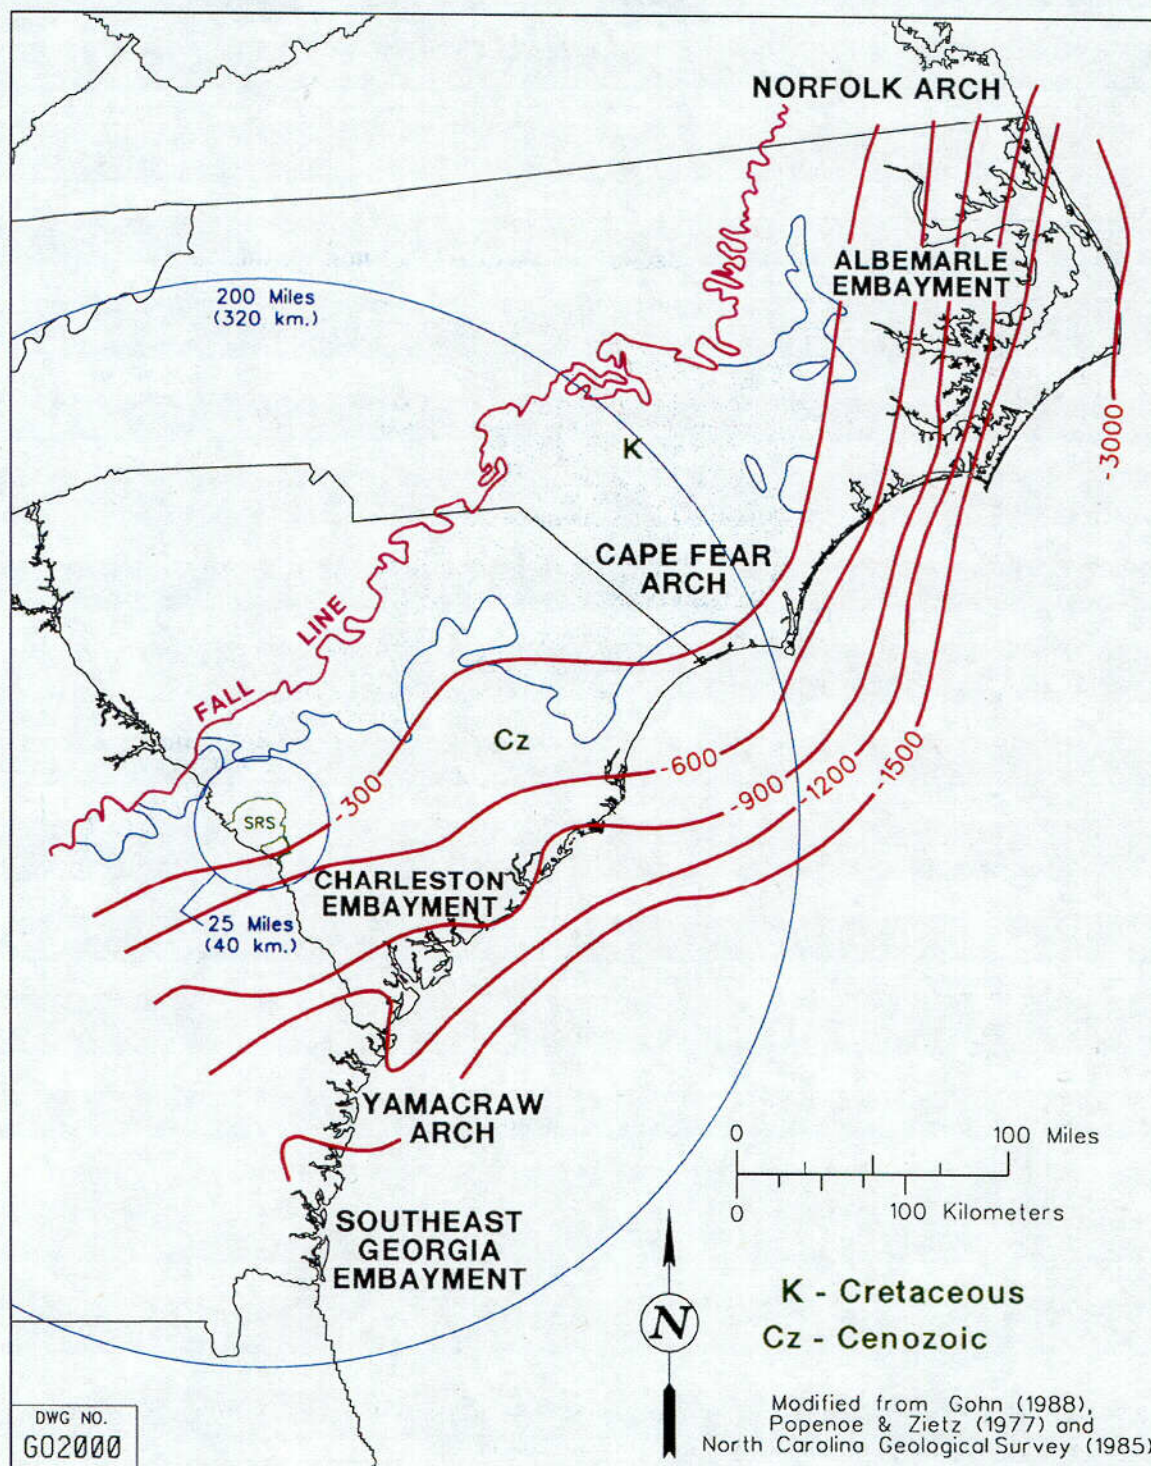 NORFOLK ARCH
ALBEMARLE
EMBAYMENT
200 Miles
(320 km.)
-3000
K
CAPE FEAR
ARCH
FALL LINE
Cz
-300
-600
-900
-1200
-1500
SRS
CHARLESTON
EMBAYMENT
25 Miles
(40 km.)
YAMACRAW
ARCH
0
100 Miles
0
100 Kilometers
SOUTHEAST
GEORGIA
EMBAYMENT
N
K - Cretaceous
Cz - Cenozoic
DWG NO.
G02000
Modified from Gohn (1988),
Popenoe & Zietz (1977) and
North Carolina Geological Survey (1985)